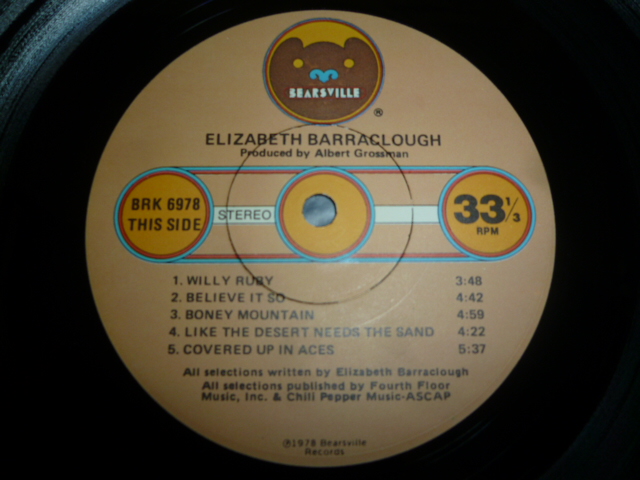 BEARSVILLE
®
ELIZABETH BARRACLOUGH
Produced by Albert Grossman
BRK 6978
THIS SIDE
STEREO
33 1/3
RPM
1. WILLY RUBY 3:48
2. BELIEVE IT SO 4:42
3. BONEY MOUNTAIN 4:59
4. LIKE THE DESERT NEEDS THE SAND 4:22
5. COVERED UP IN ACES 5:37
All selections written by Elizabeth Barraclough
All selections published by Fourth Floor
Music, Inc. & Chili Pepper Music-ASCAP
℗1978 Bearsville
Records